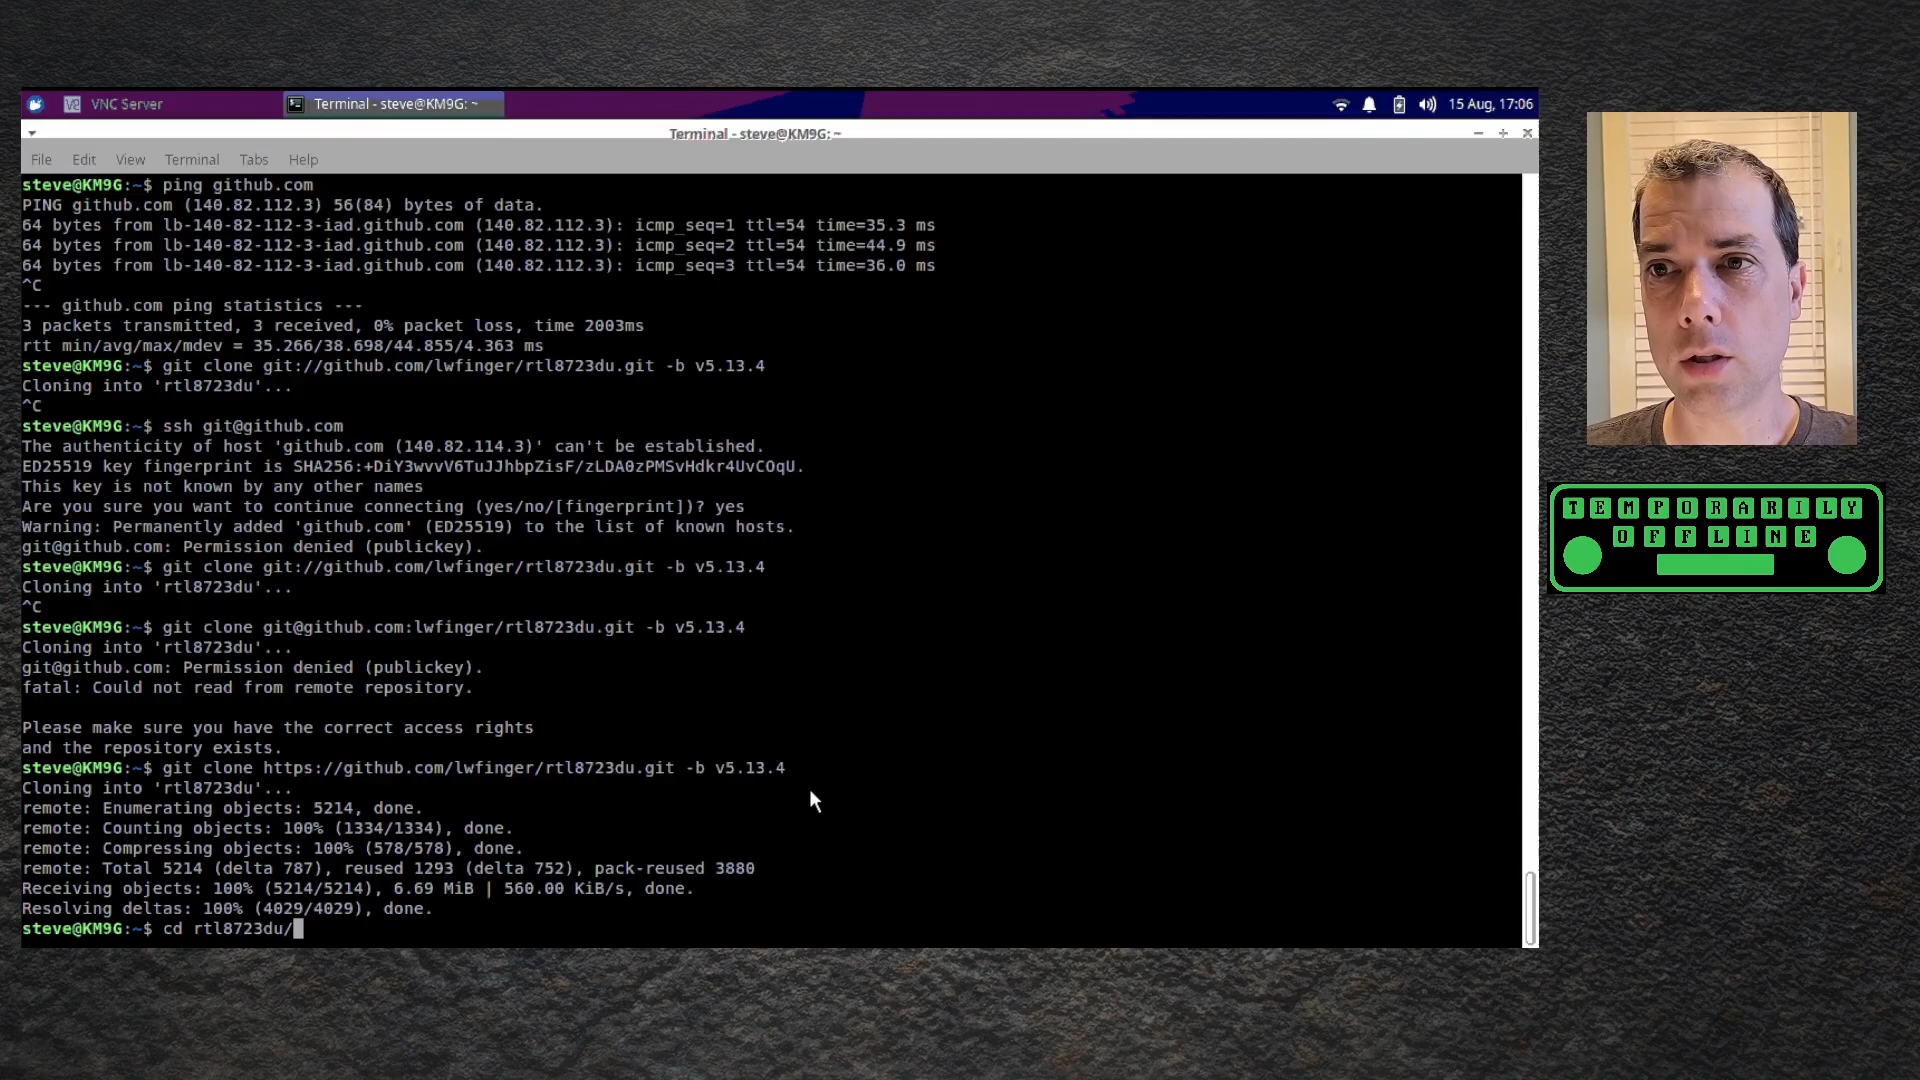 VNC Server
Terminal - steve@KM9G: ~
15 Aug, 17:06
Terminal - steve@KM9G: ~
File Edit View Terminal Tabs Help
steve@KM9G:~$ ping github.com
PING github.com (140.82.112.3) 56(84) bytes of data.
64 bytes from lb-140-82-112-3-iad.github.com (140.82.112.3): icmp_seq=1 ttl=54 time=35.3 ms
64 bytes from lb-140-82-112-3-iad.github.com (140.82.112.3): icmp_seq=2 ttl=54 time=44.9 ms
64 bytes from lb-140-82-112-3-iad.github.com (140.82.112.3): icmp_seq=3 ttl=54 time=36.0 ms
^C
--- github.com ping statistics ---
3 packets transmitted, 3 received, 0% packet loss, time 2003ms
rtt min/avg/max/mdev = 35.266/38.698/44.855/4.363 ms
steve@KM9G:~$ git clone git://github.com/lwfinger/rtl8723du.git -b v5.13.4
Cloning into 'rtl8723du'...
^C
steve@KM9G:~$ ssh git@github.com
The authenticity of host 'github.com (140.82.114.3)' can't be established.
ED25519 key fingerprint is SHA256:+DiY3wvvV6TuJJhbpZisF/zLDA0zPMSvHdkr4UvCOqU.
This key is not known by any other names
Are you sure you want to continue connecting (yes/no/[fingerprint])? yes
Warning: Permanently added 'github.com' (ED25519) to the list of known hosts.
git@github.com: Permission denied (publickey).
steve@KM9G:~$ git clone git://github.com/lwfinger/rtl8723du.git -b v5.13.4
Cloning into 'rtl8723du'...
^C
steve@KM9G:~$ git clone git@github.com:lwfinger/rtl8723du.git -b v5.13.4
Cloning into 'rtl8723du'...
git@github.com: Permission denied (publickey).
fatal: Could not read from remote repository.
Please make sure you have the correct access rights
and the repository exists.
steve@KM9G:~$ git clone https://github.com/lwfinger/rtl8723du.git -b v5.13.4
Cloning into 'rtl8723du'...
remote: Enumerating objects: 5214, done.
remote: Counting objects: 100% (1334/1334), done.
remote: Compressing objects: 100% (578/578), done.
remote: Total 5214 (delta 787), reused 1293 (delta 752), pack-reused 3880
Receiving objects: 100% (5214/5214), 6.69 MiB | 560.00 KiB/s, done.
Resolving deltas: 100% (4029/4029), done.
steve@KM9G:~$ cd rtl8723du/
TEMPORARILY
OFFLINE